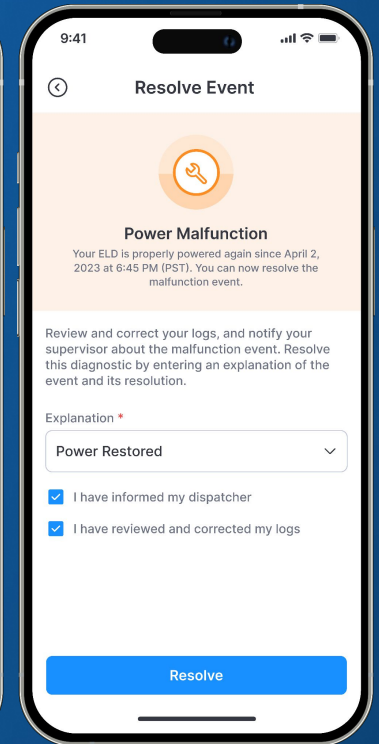 9:41
Resolve Event
Power Malfunction
Your ELD is properly powered again since April 2,
2023 at 6:45 PM (PST). You can now resolve the
malfunction event.
Review and correct your logs, and notify your
supervisor about the malfunction event. Resolve
this diagnostic by entering an explanation of the
event and its resolution.
Explanation *
Power Restored
I have informed my dispatcher
I have reviewed and corrected my logs
Resolve